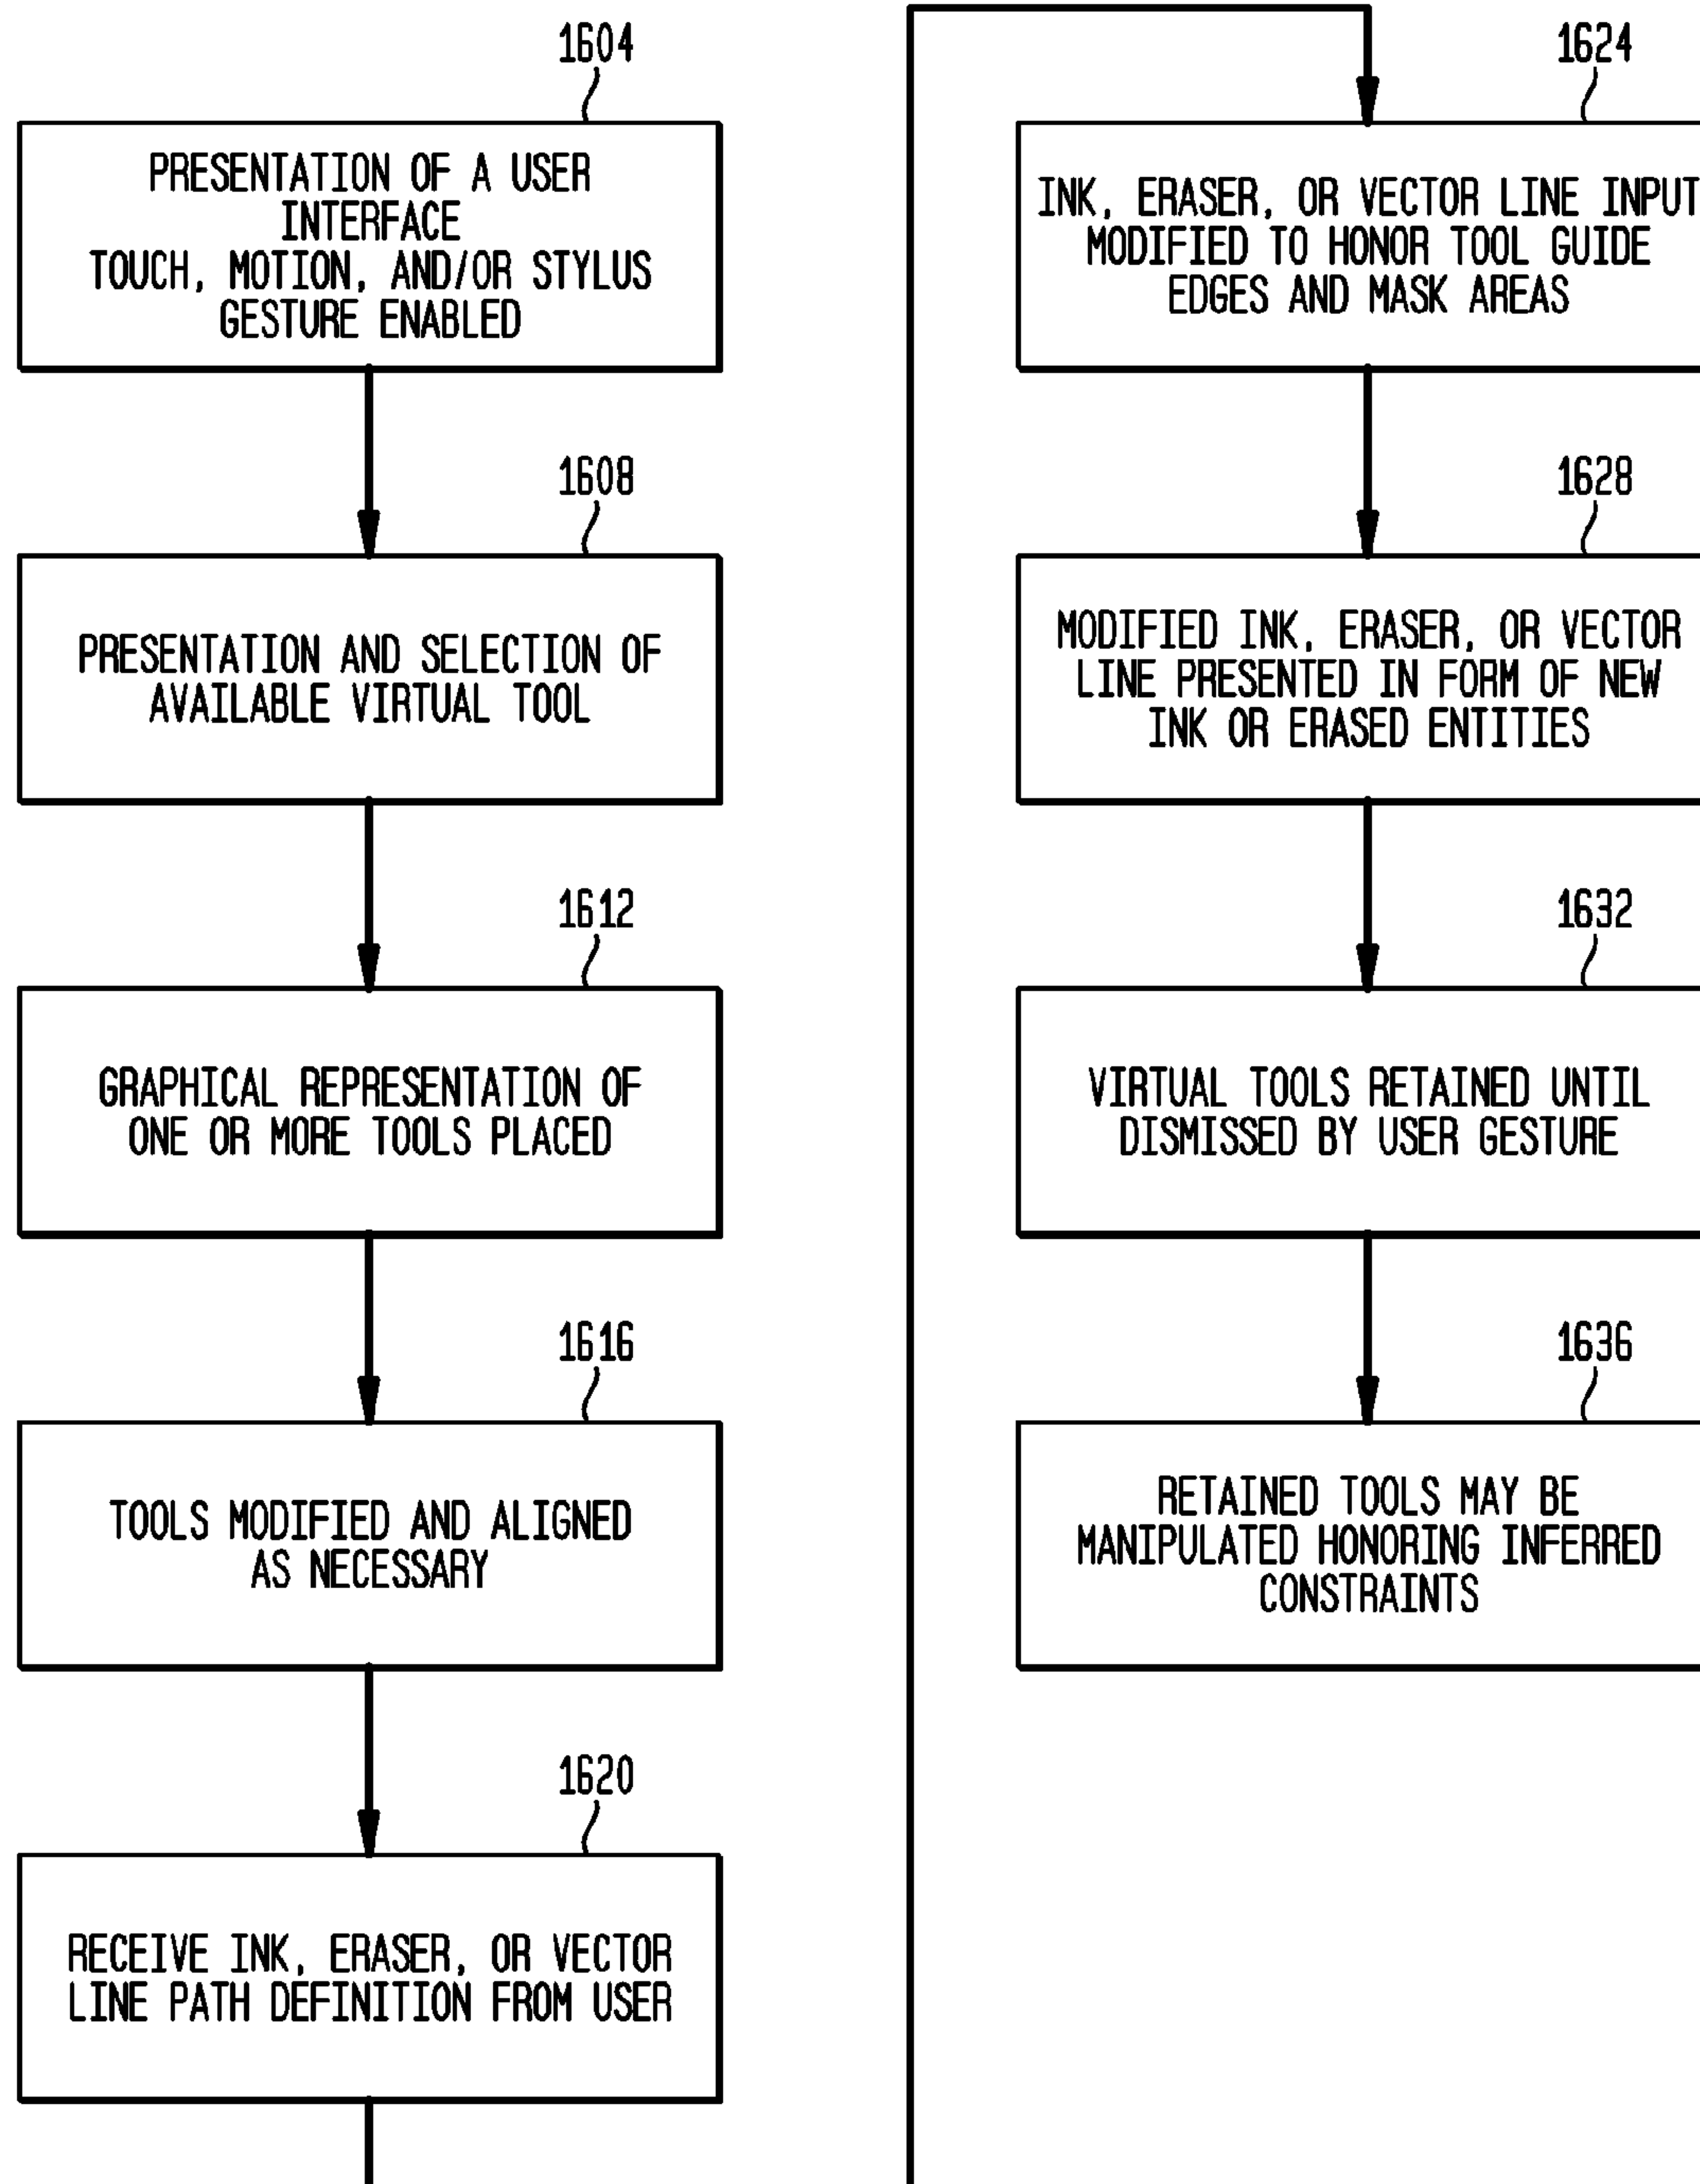 1604
PRESENTATION OF A USER
INTERFACE
TOUCH, MOTION, AND/OR STYLUS
GESTURE ENABLED
1608
PRESENTATION AND SELECTION OF
AVAILABLE VIRTUAL TOOL
1612
GRAPHICAL REPRESENTATION OF
ONE OR MORE TOOLS PLACED
1616
TOOLS MODIFIED AND ALIGNED
AS NECESSARY
1620
RECEIVE INK, ERASER, OR VECTOR
LINE PATH DEFINITION FROM USER
1624
INK, ERASER, OR VECTOR LINE INPUT
MODIFIED TO HONOR TOOL GUIDE
EDGES AND MASK AREAS
1628
MODIFIED INK, ERASER, OR VECTOR
LINE PRESENTED IN FORM OF NEW
INK OR ERASED ENTITIES
1632
VIRTUAL TOOLS RETAINED UNTIL
DISMISSED BY USER GESTURE
1636
RETAINED TOOLS MAY BE
MANIPULATED HONORING INFERRED
CONSTRAINTS